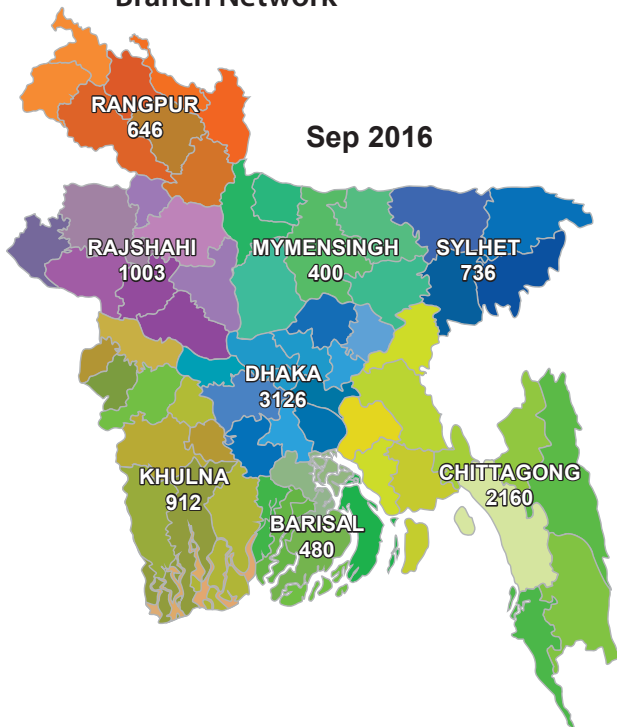 Branch Network
RANGPUR
646
Sep 2016
RAJSHAHI
1003
MYMENSINGH
400
SYLHET
736
DHAKA
3126
KHULNA
912
CHITTAGONG
2160
BARISAL
480